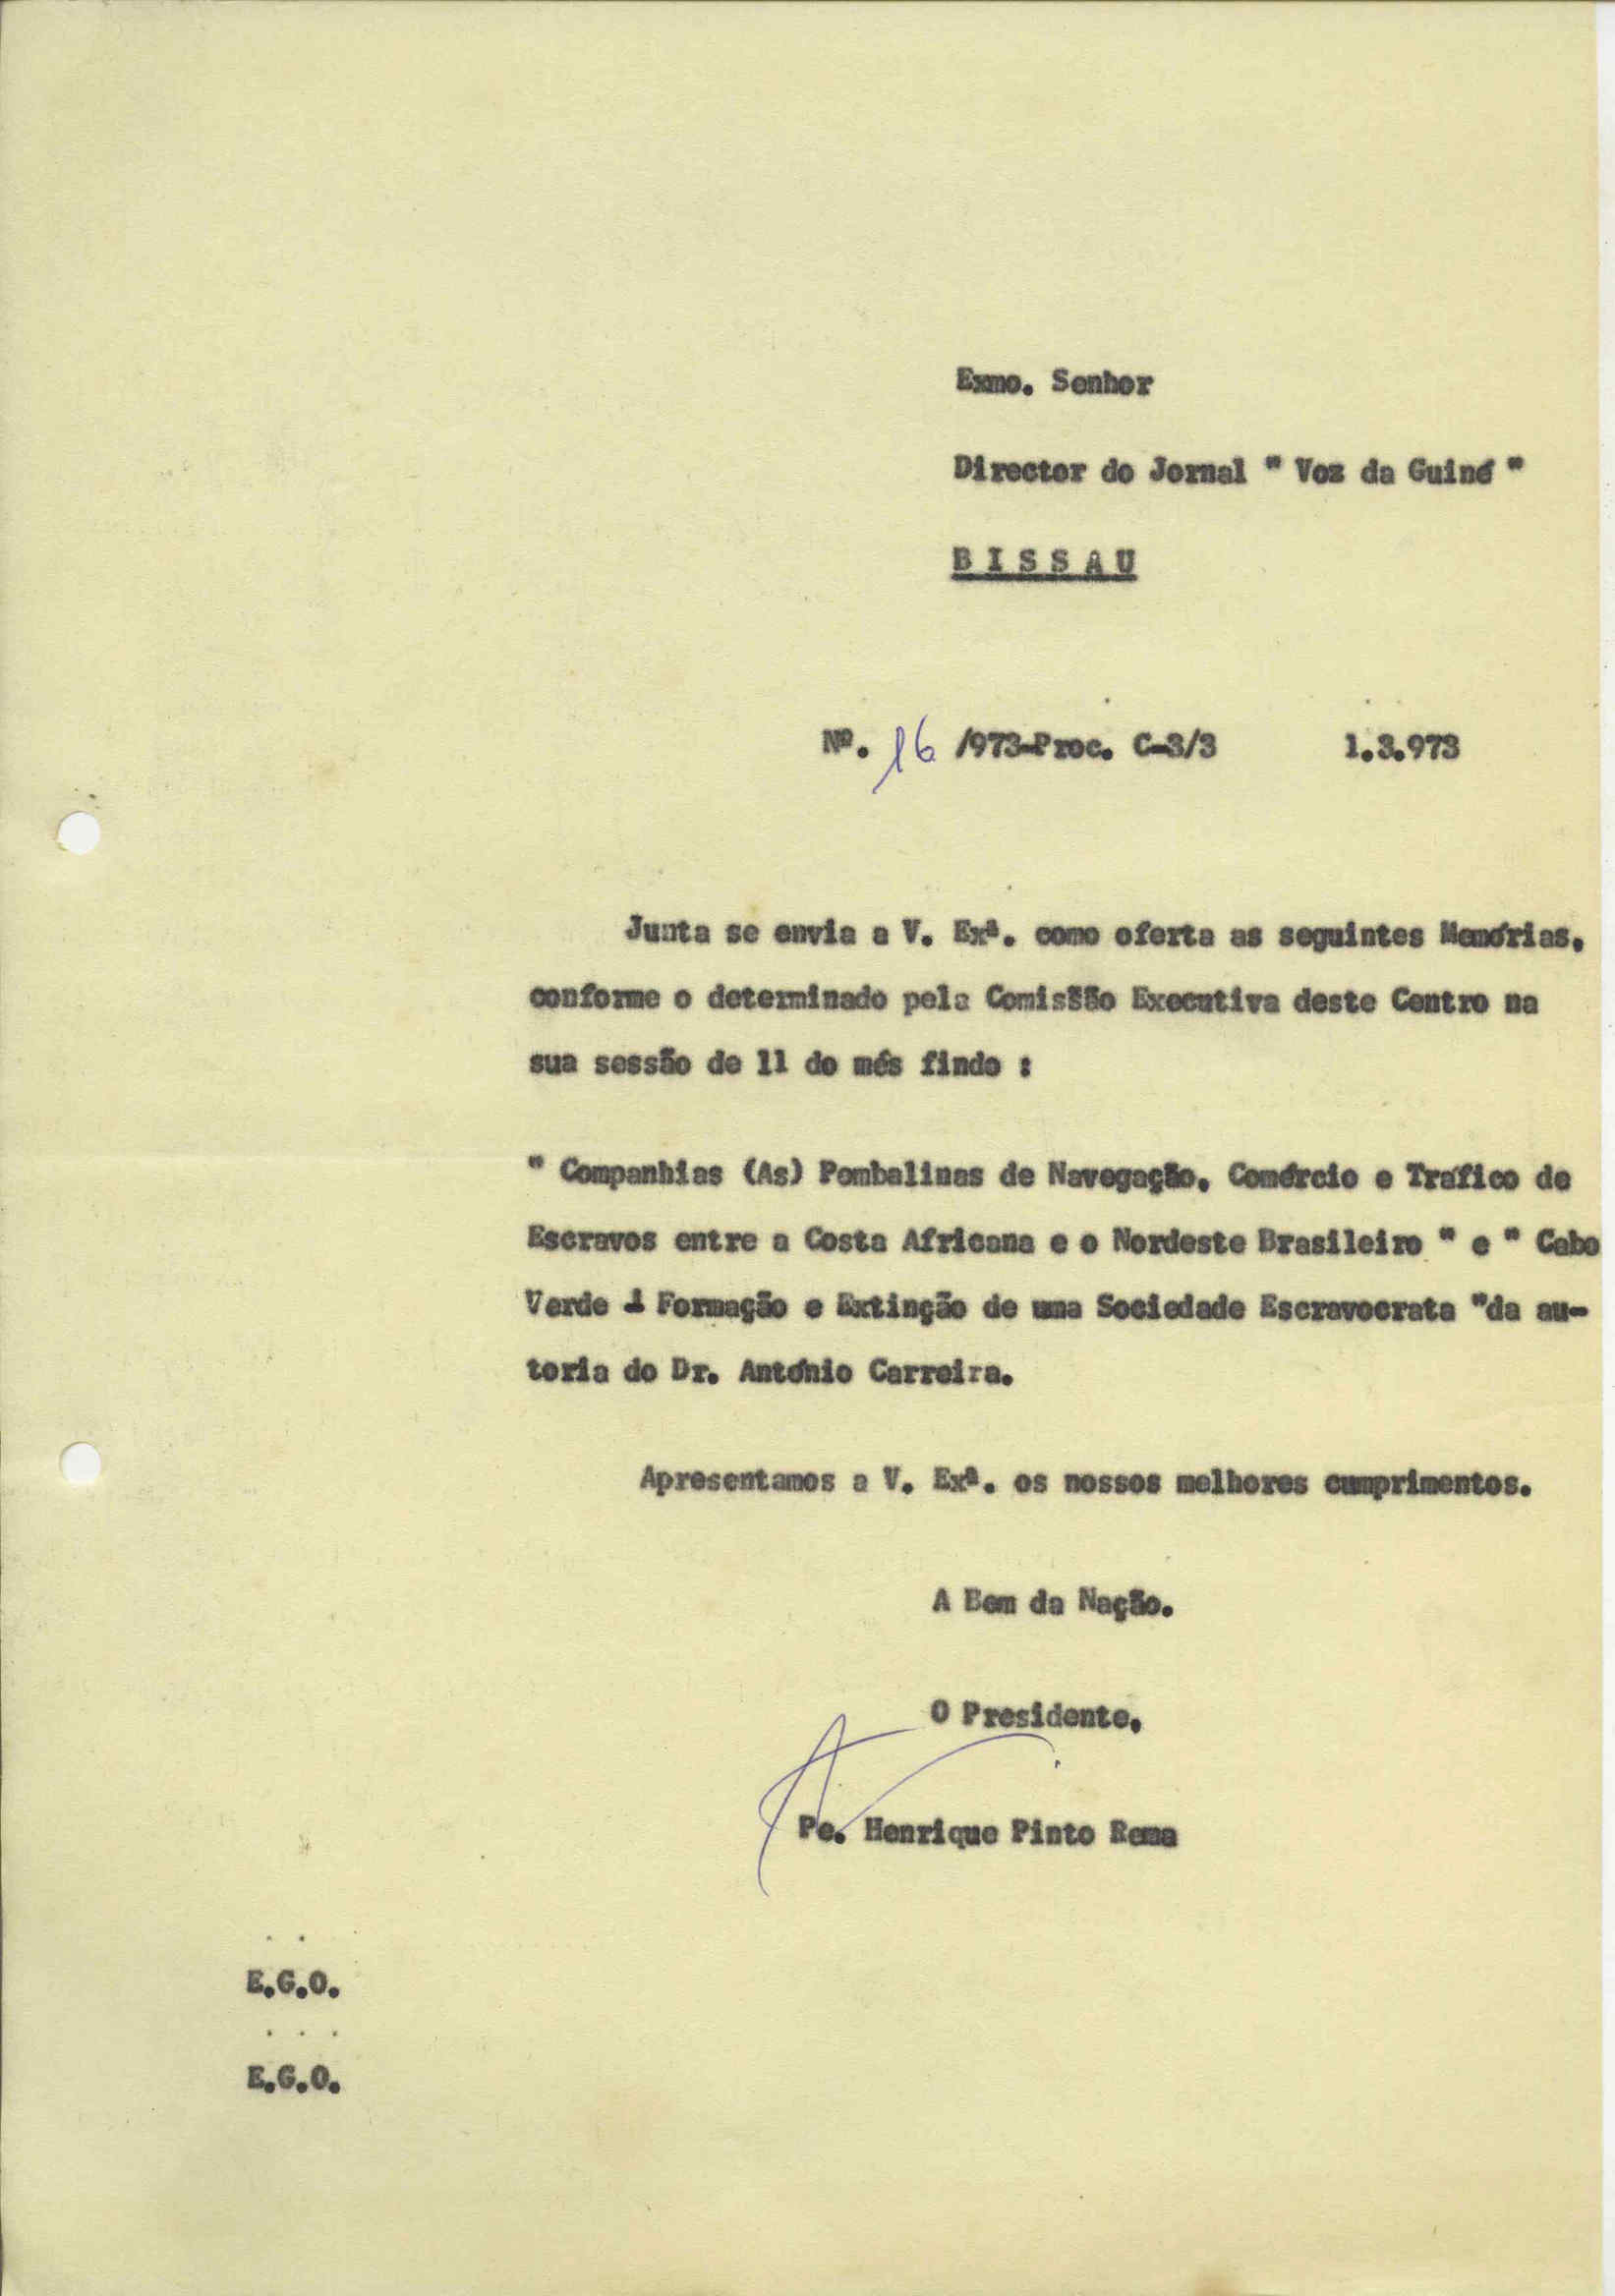 Exmo. Senhor
Director do Jornal " Voz da Guiné "
B I S S A U
Nº. 16 /973-Proc. C-3/3 1.3.973
Junta se envia a V. Exª. como oferta as seguintes Memórias,
conforme o determinado pela Comissão Executiva deste Centro na
sua sessão de 11 do mês findo :
" Companhias (As) Pombalinas de Navegação, Comércio e Tráfico de
Escravos entre a Costa Africana e o Nordeste Brasileiro " e " Cabo
Verde - Formação e Extinção de uma Sociedade Escravocrata "da au-
toria do Dr. António Carreira.
Apresentamos a V. Exª. os nossos melhores cumprimentos.
A Bem da Nação.
O Presidente,
Pe. Henrique Pinto Rema
E.G.O.
E.G.O.